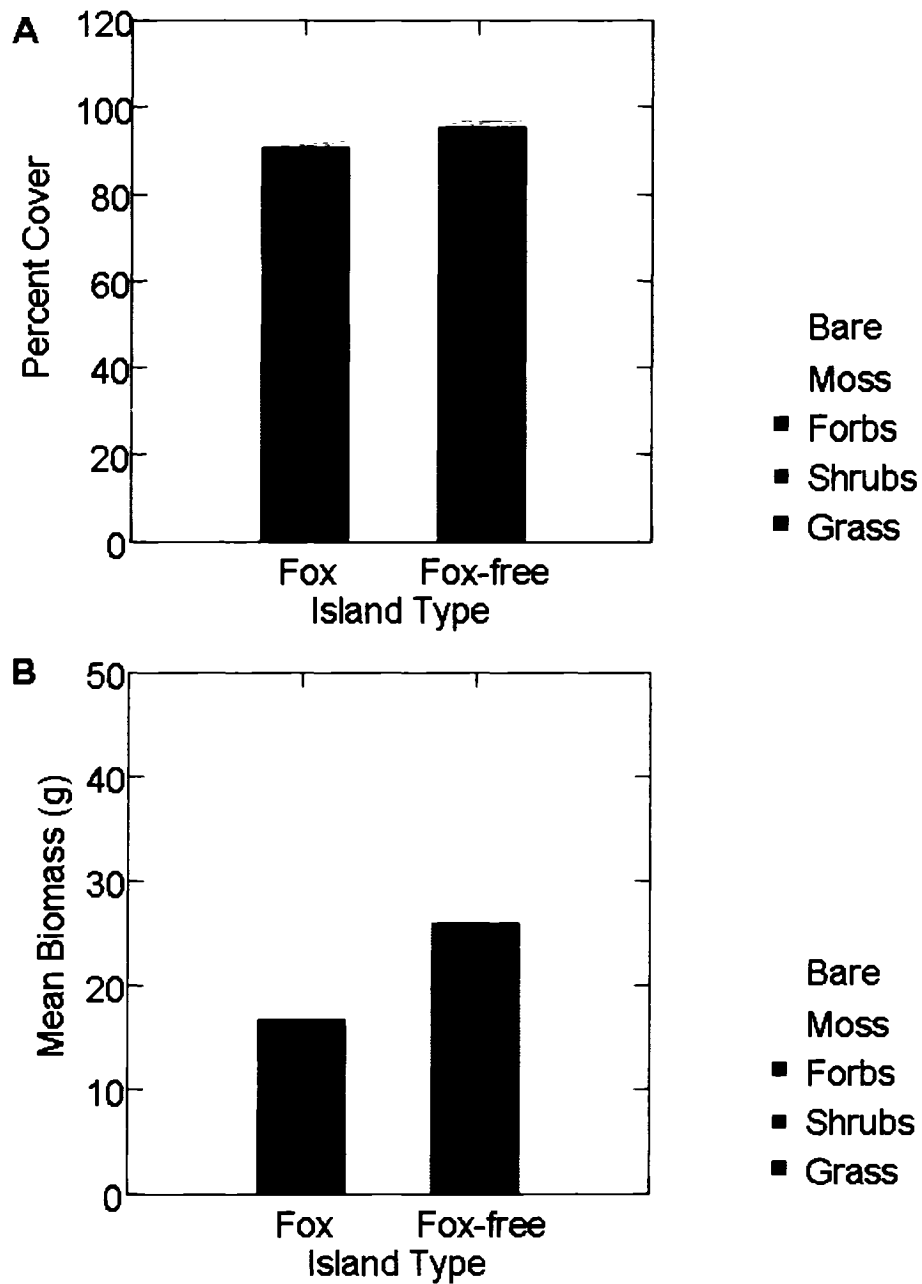 A
120
100
80
60
40
20
0
Percent Cover
Fox Fox-free
Island Type
Bare
Moss
Forbs
Shrubs
Grass
B
50
40
30
20
10
0
Mean Biomass (g)
Fox Fox-free
Island Type
Bare
Moss
Forbs
Shrubs
Grass